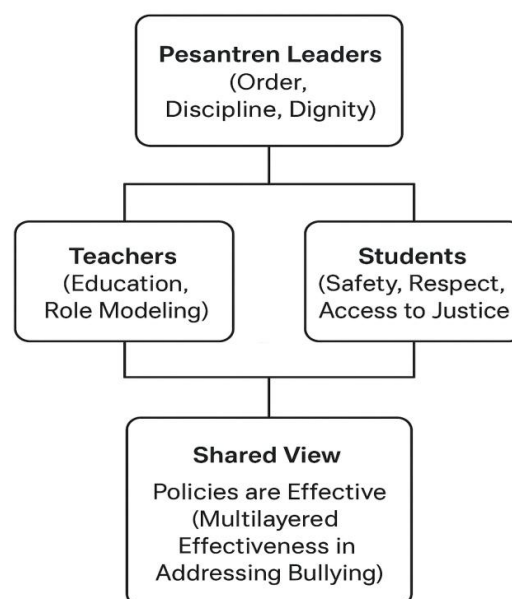 Pesantren Leaders
(Order,
Discipline, Dignity)
Teachers
(Education,
Role Modeling)
Students
(Safety, Respect,
Access to Justice
Shared View
Policies are Effective
(Multilayered
Effectiveness in
Addressing Bullying)